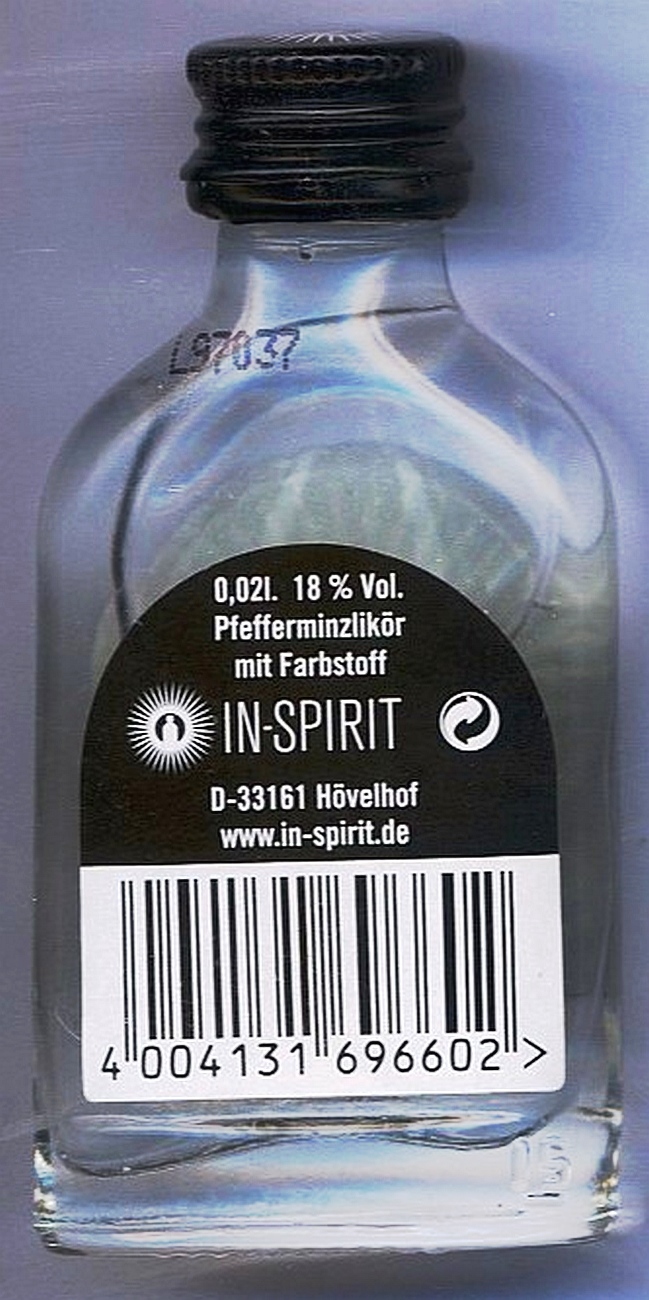 L97037
0,02l. 18 % Vol.
Pfefferminzlikör
mit Farbstoff
IN-SPIRIT
D-33161 Hövelhof
www.in-spirit.de
4 004131 696602 >